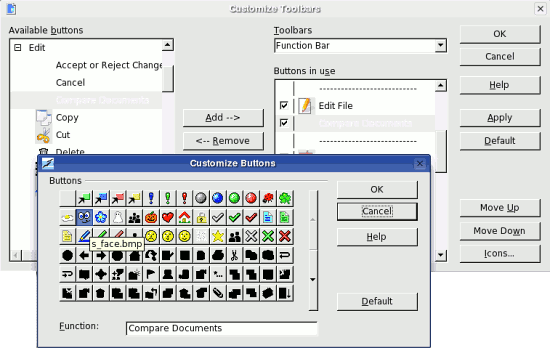 Customize Toolbars
Available buttons
Toolbars
Edit
Function Bar
OK
Accept or Reject Change
Cancel
Cancel
Buttons in use
Compare Documents
Help
Copy
Edit File
Cut
Add -->
Compare Documents
Apply
Delete
<-- Remove
Default
Customize Buttons
Buttons
OK
Cancel
Help
Move Up
s_face.bmp
Move Down
Icons...
Default
Function:
Compare Documents